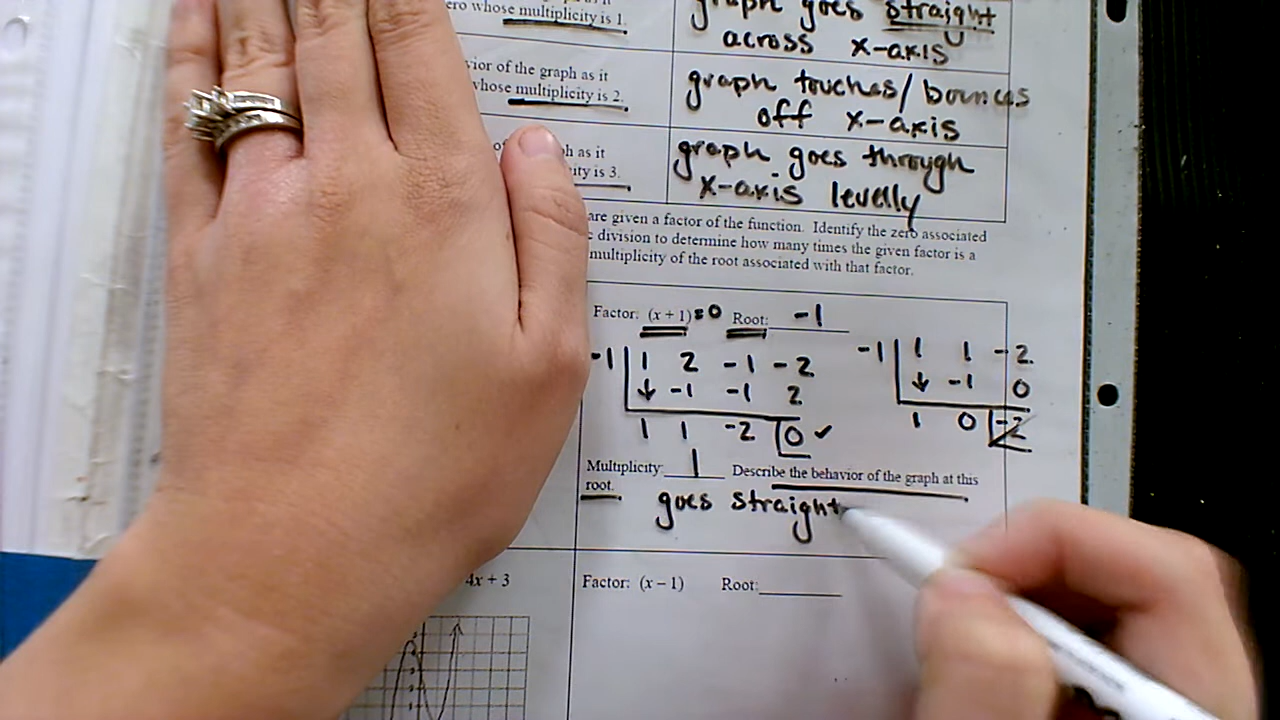 ero whose multiplicity is 1.
graph goes straight
across x-axis
vior of the graph as it
whose multiplicity is 2.
graph touches/bounces
off x-axis
h as it
ity is 3.
graph goes through
x-axis levelly
are given a factor of the function. Identify the zero associated
division to determine how many times the given factor is a
multiplicity of the root associated with that factor.
Factor: (x + 1) = 0 Root: -1
-1 | 1 2 -1 -2
↓ -1 -1 2
1 1 -2 |0 ✓
-1 | 1 1 -2
↓ -1 0
1 0 |-2
Multiplicity: 1 Describe the behavior of the graph at this
root.
goes straight
4x + 3
Factor: (x – 1) Root: